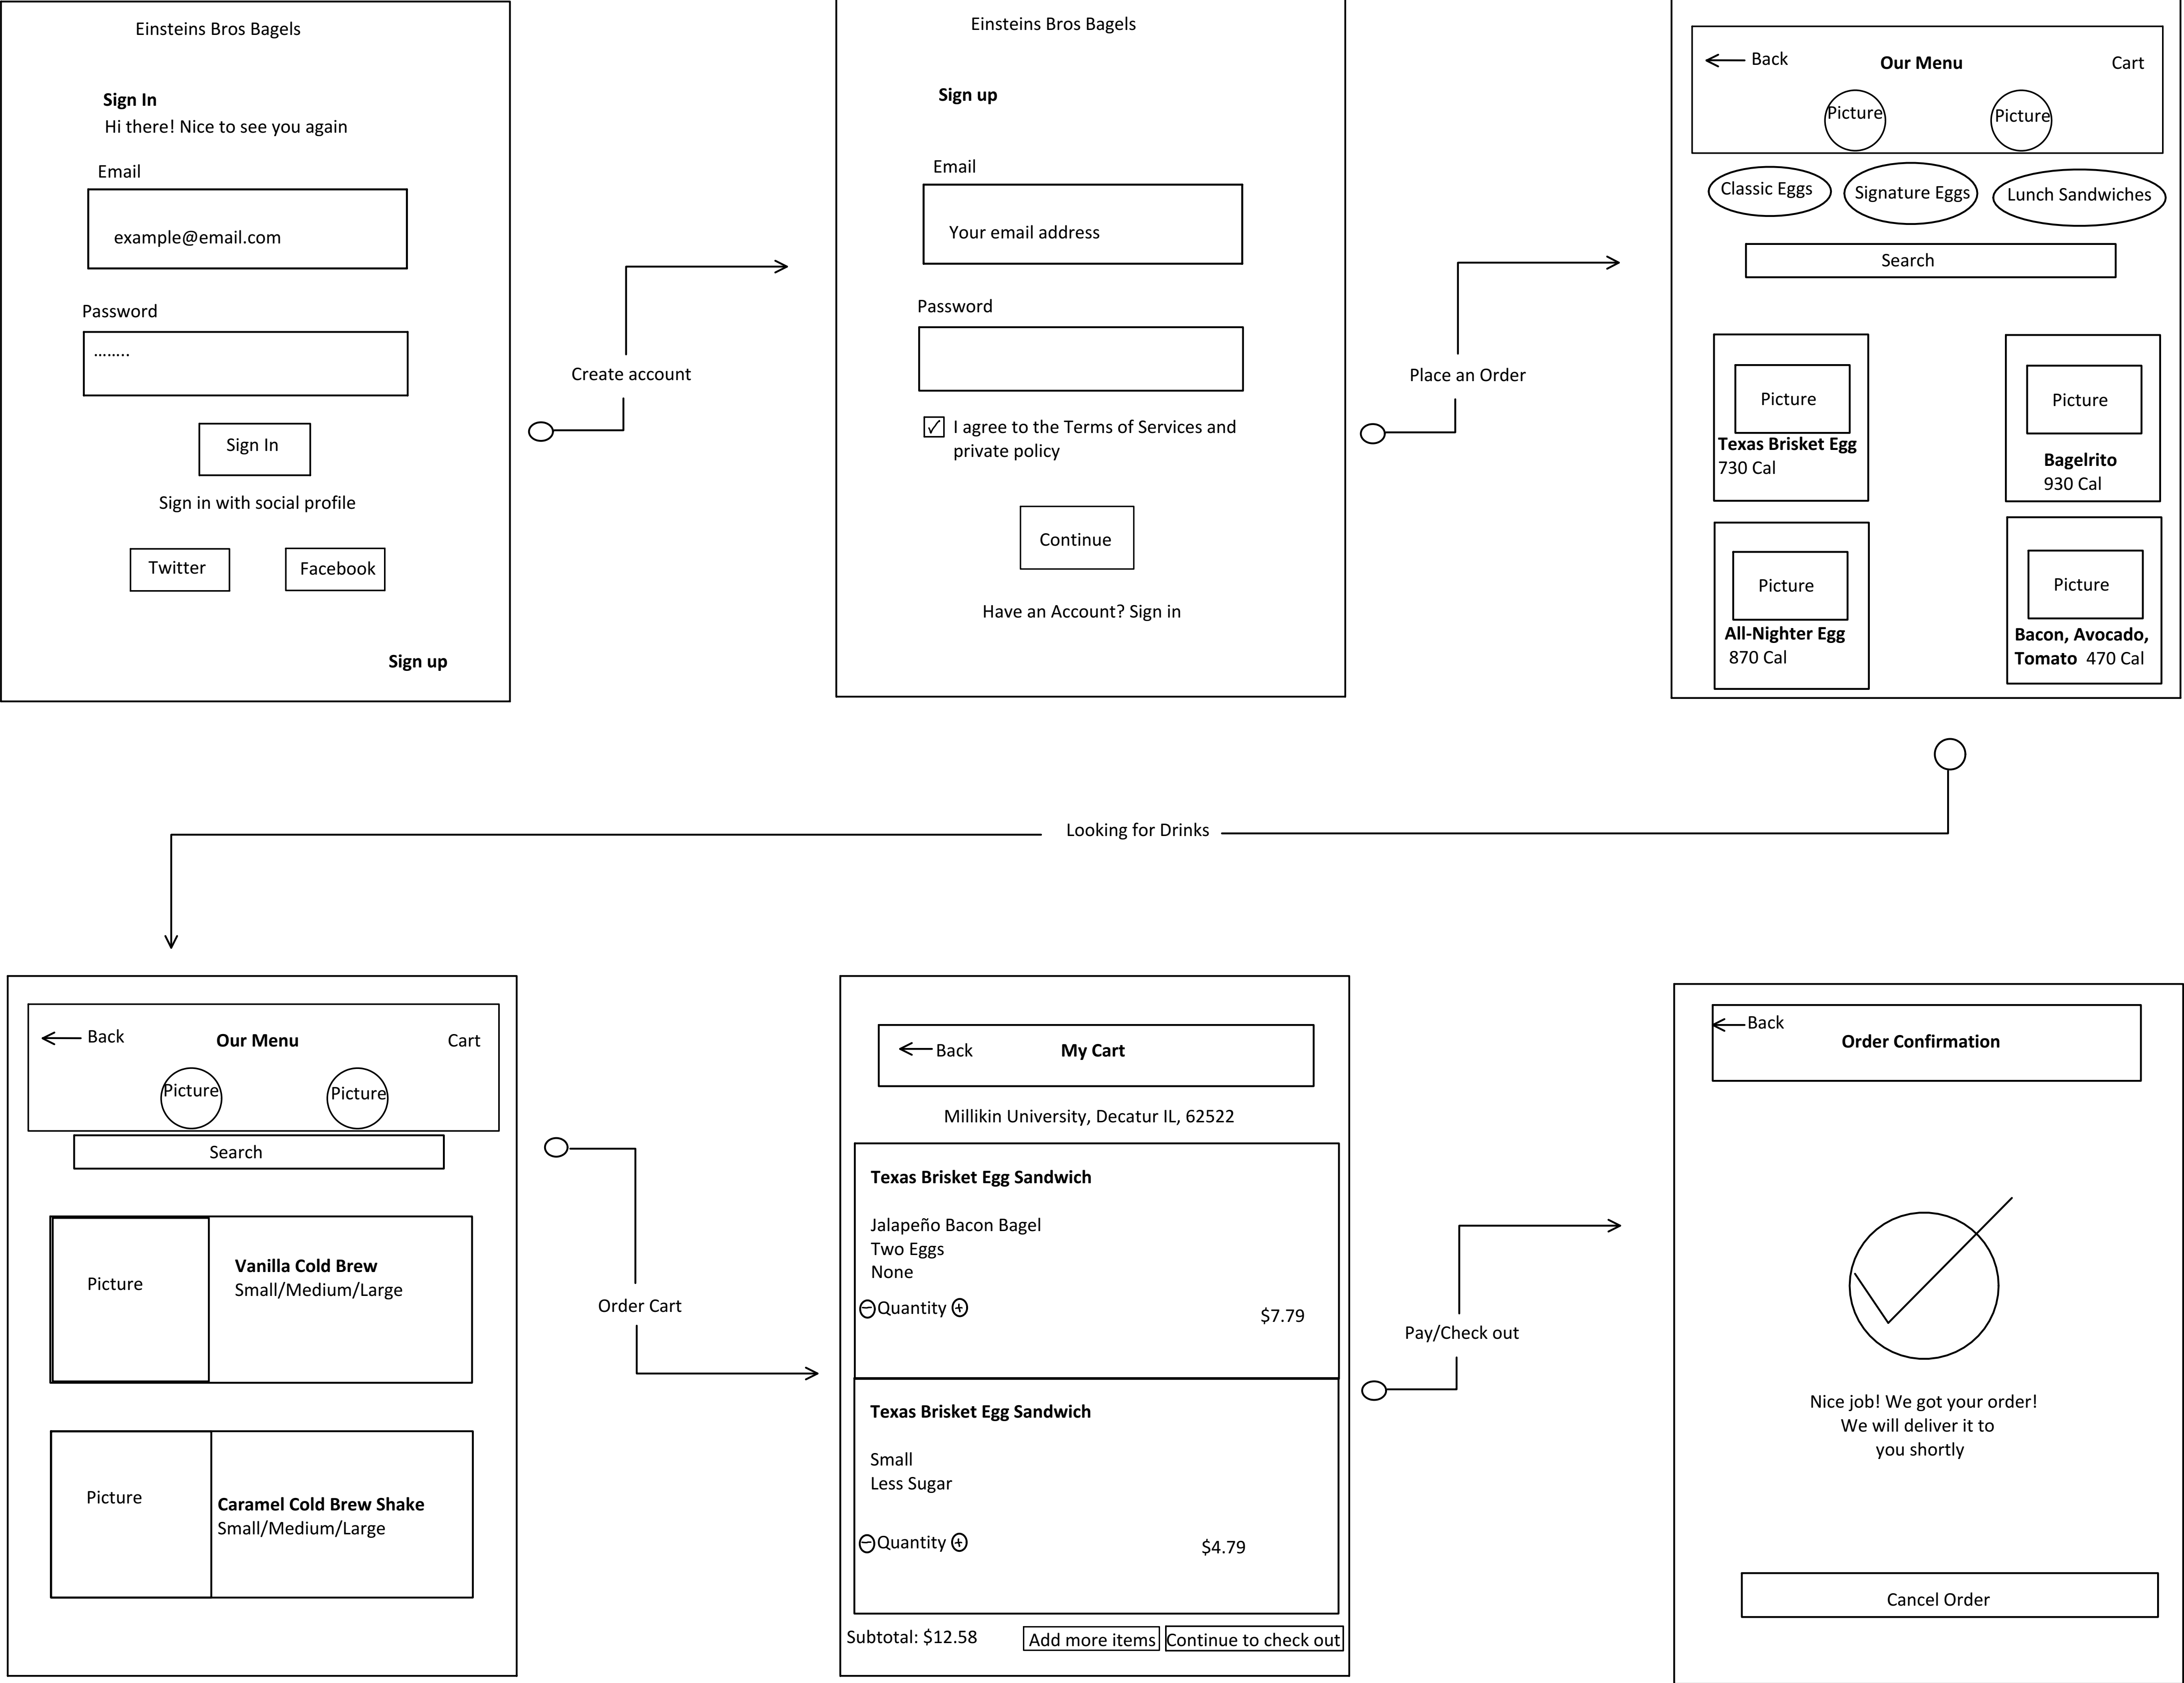 Einsteins Bros Bagels
Sign In
Hi there! Nice to see you again
Email
example@email.com
Password
........
Sign In
Sign in with social profile
Twitter
Facebook
Sign up
Create account
Einsteins Bros Bagels
Sign up
Email
Your email address
Password
I agree to the Terms of Services and
private policy
Continue
Have an Account? Sign in
Place an Order
Back
Our Menu
Cart
Picture
Picture
Classic Eggs
Signature Eggs
Lunch Sandwiches
Search
Picture
Texas Brisket Egg
730 Cal
Picture
Bagelrito
930 Cal
Picture
All-Nighter Egg
870 Cal
Picture
Bacon, Avocado,
Tomato 470 Cal
Looking for Drinks
Back
Our Menu
Cart
Picture
Picture
Search
Picture
Vanilla Cold Brew
Small/Medium/Large
Picture
Caramel Cold Brew Shake
Small/Medium/Large
Order Cart
Back
My Cart
Millikin University, Decatur IL, 62522
Texas Brisket Egg Sandwich
Jalapeño Bacon Bagel
Two Eggs
None
Quantity
$7.79
Texas Brisket Egg Sandwich
Small
Less Sugar
Quantity
$4.79
Subtotal: $12.58
Add more items
Continue to check out
Pay/Check out
Back
Order Confirmation
Nice job! We got your order!
We will deliver it to
you shortly
Cancel Order